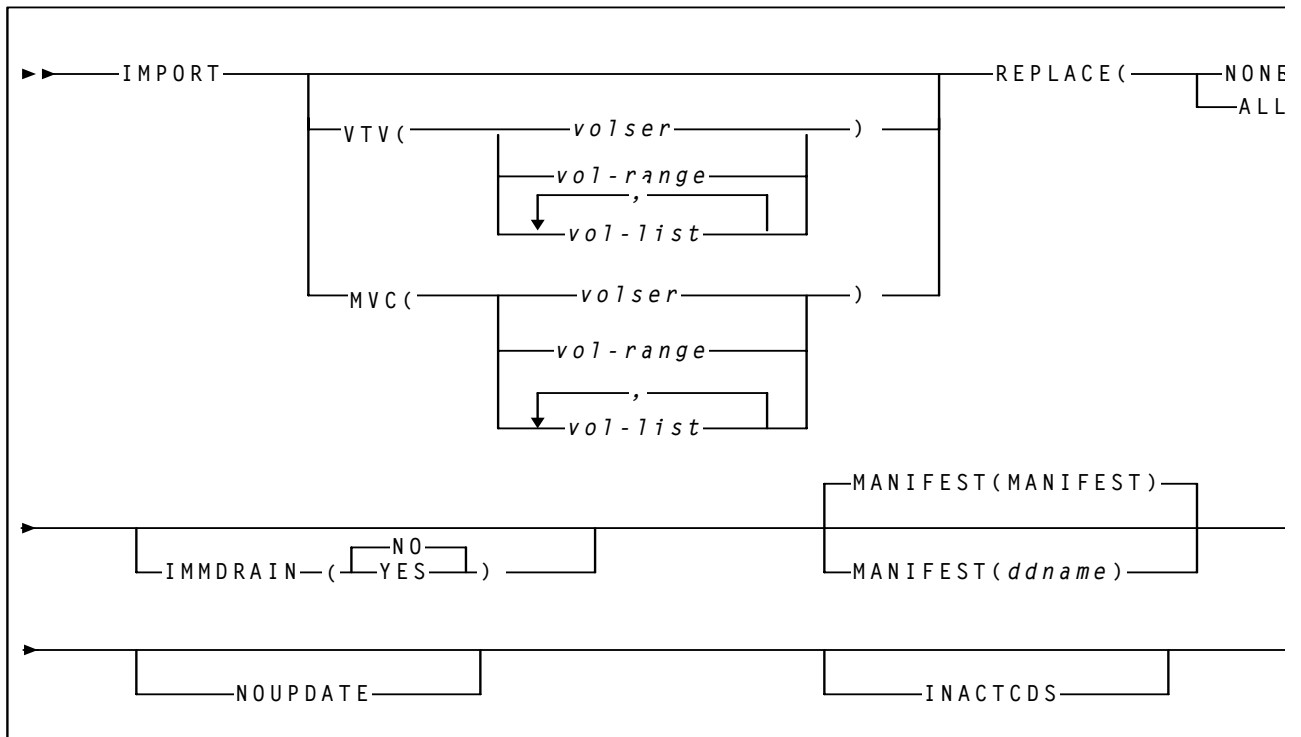 IMPORT REPLACE( NONE
ALL
VTV( volser )
vol-range
,
vol-list
MVC( volser )
vol-range
,
vol-list
MANIFEST(MANIFEST)
NO
IMMDRAIN ( YES ) MANIFEST(ddname)
NOUPDATE INACTCDS